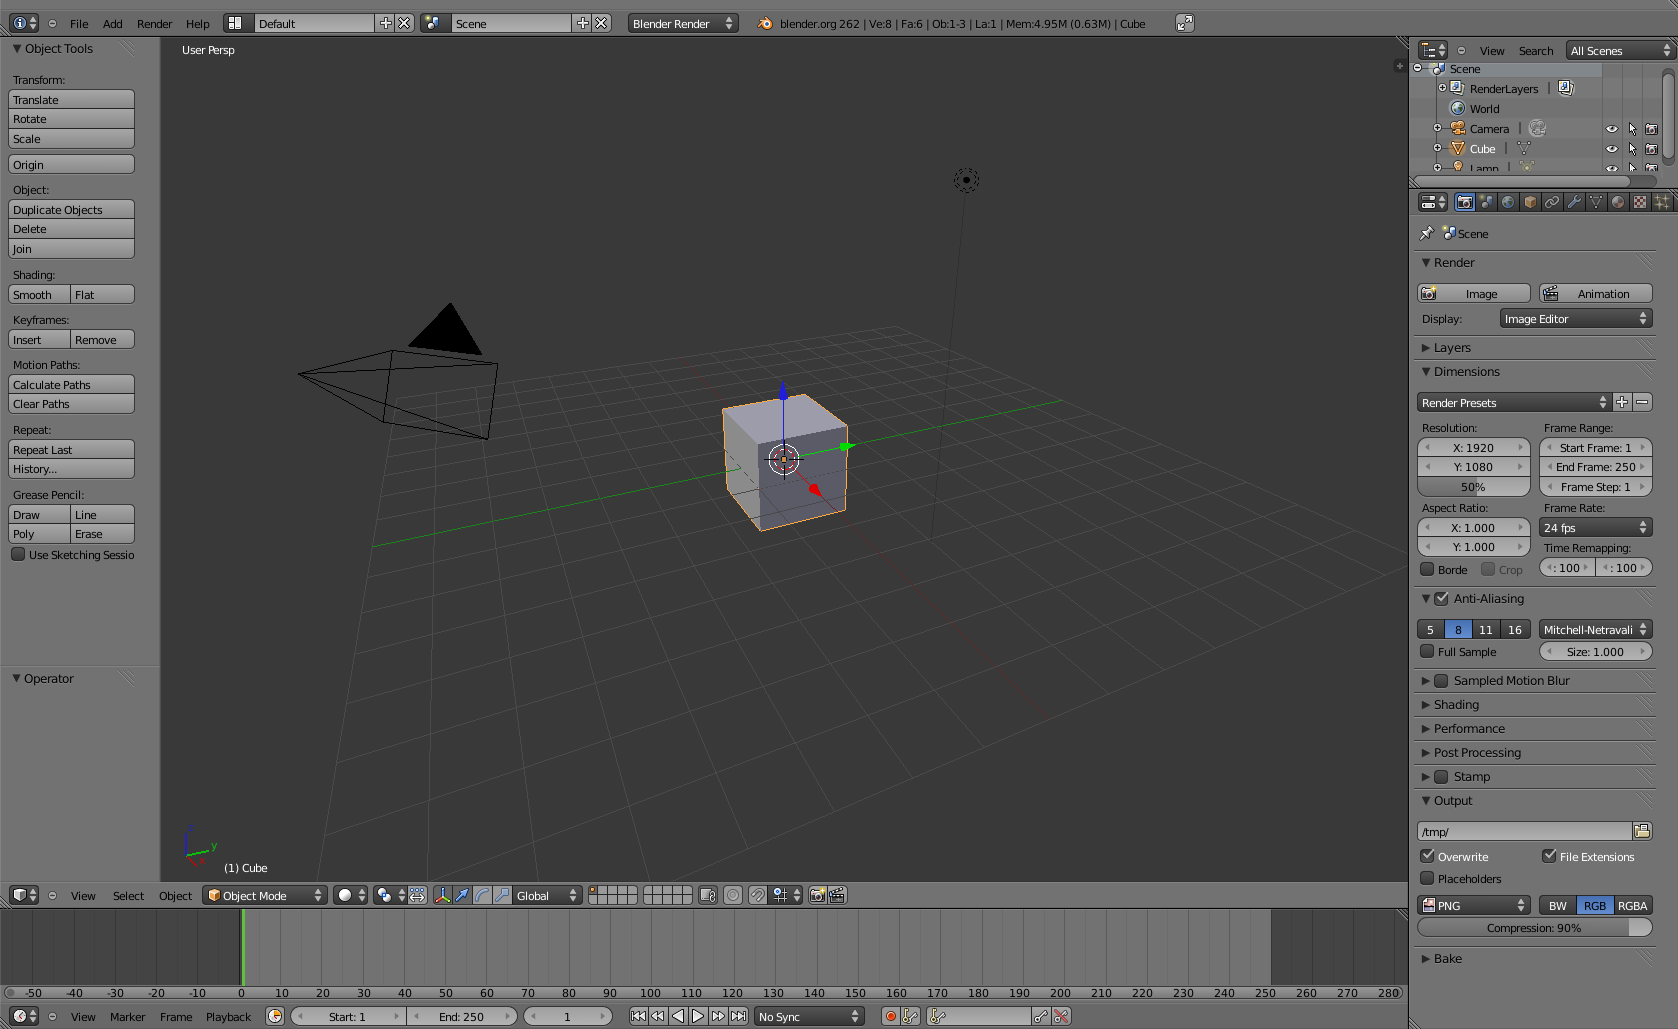 File Add Render Help Default Scene Blender Render blender.org 262 | Ve:8 | Fa:6 | Ob:1-3 | La:1 | Mem:4.95M (0.63M) | Cube
Object Tools
Transform:
Translate
Rotate
Scale
Origin
Object:
Duplicate Objects
Delete
Join
Shading:
Smooth Flat
Keyframes:
Insert Remove
Motion Paths:
Calculate Paths
Clear Paths
Repeat:
Repeat Last
History...
Grease Pencil:
Draw Line
Poly Erase
Use Sketching Sessio
Operator
User Persp
y
(1) Cube
View Select Object Object Mode Global
-50 -40 -30 -20 -10 0 10 20 30 40 50 60 70 80 90 100 110 120 130 140 150 160 170 180 190 200 210 220 230 240 250 260 270 280
View Marker Frame Playback Start: 1 End: 250 1 No Sync
View Search All Scenes
Scene
RenderLayers |
World
Camera |
Cube |
Lamp |
Scene
Render
Image Animation
Display: Image Editor
Layers
Dimensions
Render Presets
Resolution: Frame Range:
X: 1920 Start Frame: 1
Y: 1080 End Frame: 250
50% Frame Step: 1
Aspect Ratio: Frame Rate:
X: 1.000 24 fps
Y: 1.000 Time Remapping:
Borde Crop : 100 : 100
Anti-Aliasing
5 8 11 16 Mitchell-Netravali
Full Sample Size: 1.000
Sampled Motion Blur
Shading
Performance
Post Processing
Stamp
Output
/tmp/
Overwrite File Extensions
Placeholders
PNG BW RGB RGBA
Compression: 90%
Bake